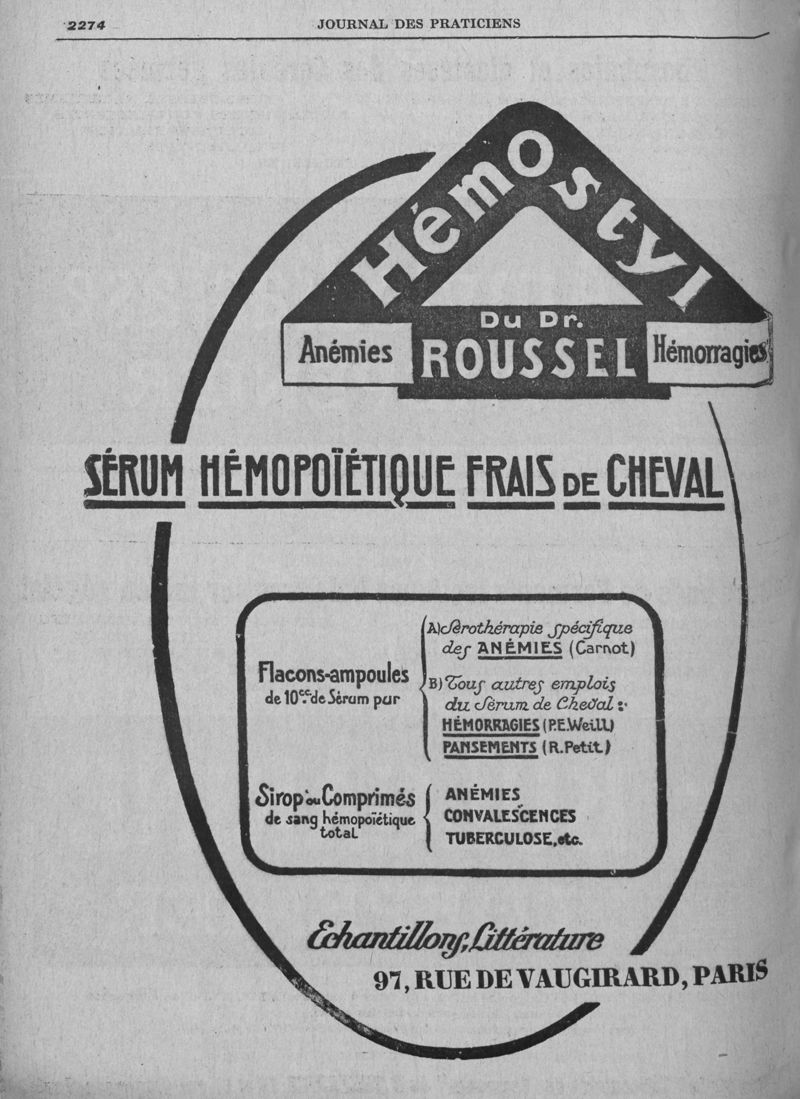 2274
JOURNAL DES PRATICIENS
HémOstyl
Du Dr.
ROUSSEL
Anémies
Hémorragies
SÉRUM HÉMOPOÏÉTIQUE FRAIS DE CHEVAL
Flacons-ampoules
de 10cc. de Sérum pur
A) Sérothérapie spécifique
des ANÉMIES (Carnot)
B) Tous autres emplois
du Sérum de Cheval :
HÉMORRAGIES (P.E.Weill)
PANSEMENTS (R.Petit)
Sirop ou Comprimés
de sang hémopoïétique
total
ANÉMIES
CONVALESCENCES
TUBERCULOSE, etc.
Echantillons, Littérature
97, RUE DE VAUGIRARD, PARIS